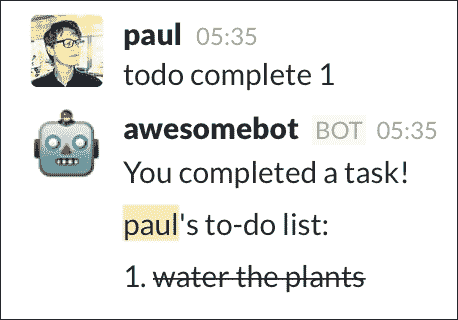 paul 05:35
todo complete 1
awesomebot BOT 05:35
You completed a task!
paul's to-do list:
1. water the plants